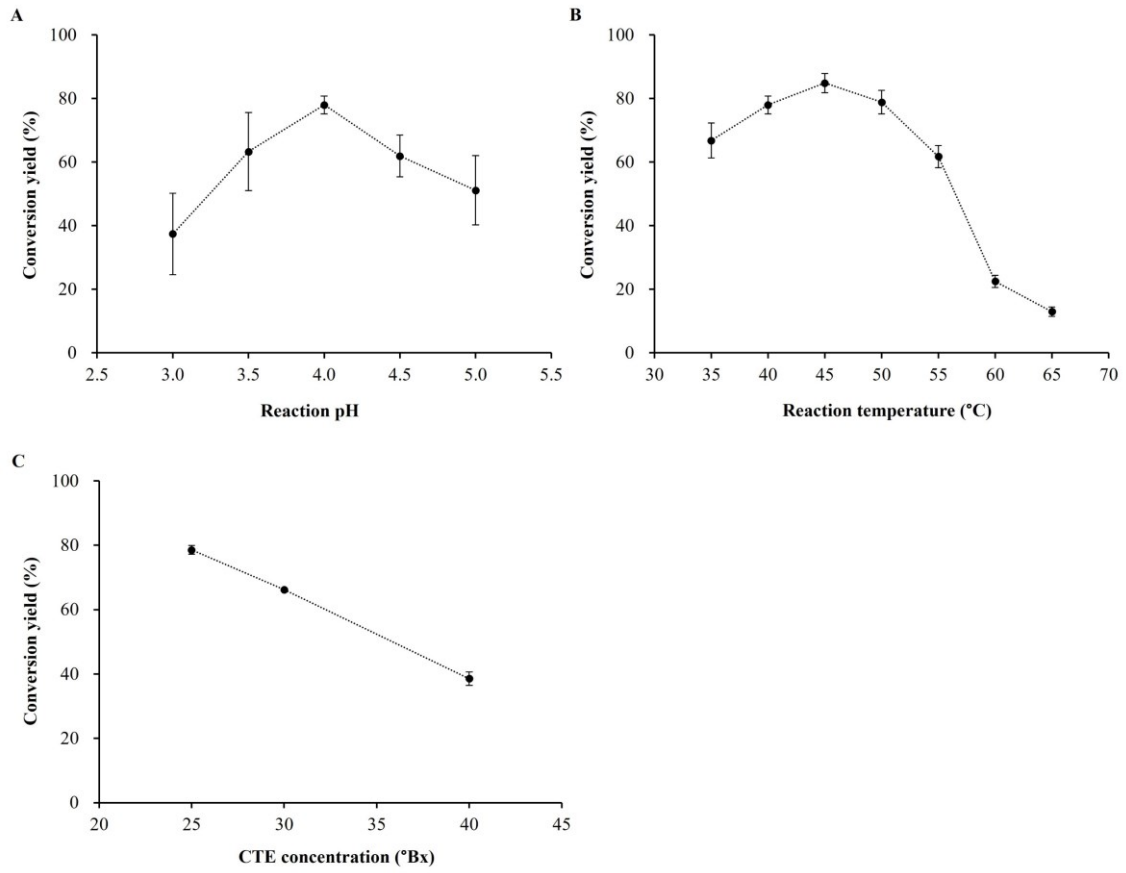 A
Conversion yield (%)
100
80
60
40
20
0
2.5 3.0 3.5 4.0 4.5 5.0 5.5
Reaction pH
B
Conversion yield (%)
100
80
60
40
20
0
30 35 40 45 50 55 60 65 70
Reaction temperature (°C)
C
Conversion yield (%)
100
80
60
40
20
0
20 25 30 35 40 45
CTE concentration (°Bx)